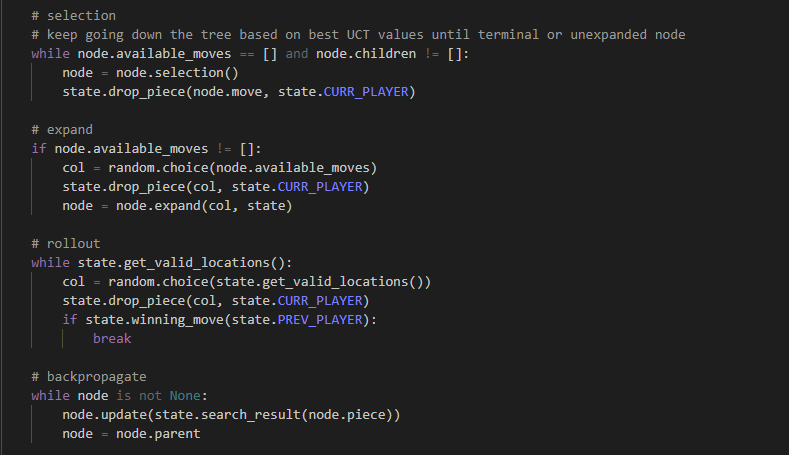 # selection
# keep going down the tree based on best UCT values until terminal or unexpanded node
while node.available_moves == [] and node.children != []:
    node = node.selection()
    state.drop_piece(node.move, state.CURR_PLAYER)

# expand
if node.available_moves != []:
    col = random.choice(node.available_moves)
    state.drop_piece(col, state.CURR_PLAYER)
    node = node.expand(col, state)

# rollout
while state.get_valid_locations():
    col = random.choice(state.get_valid_locations())
    state.drop_piece(col, state.CURR_PLAYER)
    if state.winning_move(state.PREV_PLAYER):
        break

# backpropagate
while node is not None:
    node.update(state.search_result(node.piece))
    node = node.parent